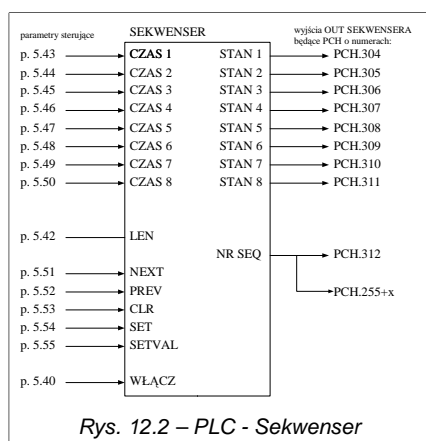 parametry sterujące SEKWENSER wyjścia OUT SEKWENSERA
będące PCH o numerach:
p. 5.43 CZAS 1 STAN 1 PCH.304
p. 5.44 CZAS 2 STAN 2 PCH.305
p. 5.45 CZAS 3 STAN 3 PCH.306
p. 5.46 CZAS 4 STAN 4 PCH.307
p. 5.47 CZAS 5 STAN 5 PCH.308
p. 5.48 CZAS 6 STAN 6 PCH.309
p. 5.49 CZAS 7 STAN 7 PCH.310
p. 5.50 CZAS 8 STAN 8 PCH.311
p. 5.42 LEN
NR SEQ PCH.312
p. 5.51 NEXT
p. 5.52 PREV PCH.255+x
p. 5.53 CLR
p. 5.54 SET
p. 5.55 SETVAL
p. 5.40 WŁĄCZ
Rys. 12.2 – PLC - Sekwenser